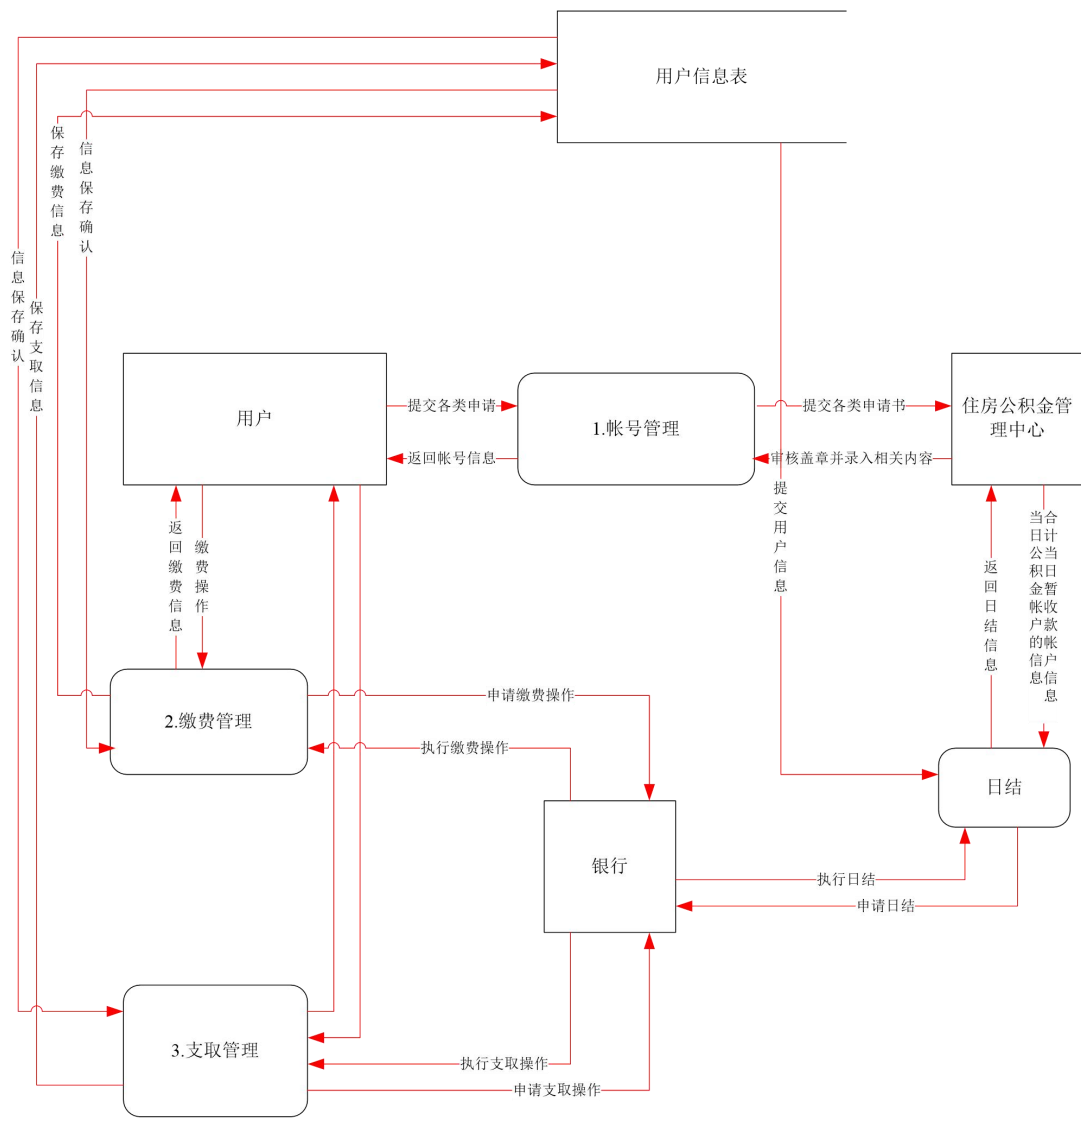 用户信息表
保存缴费信息
信息保存确认
信息保存确认
保存支取信息
用户
提交各类申请
返回帐号信息
1.帐号管理
提交各类申请书
审核盖章并录入相关内容
住房公积金管
理中心
提交用户信息
返回缴费信息
缴费操作
返回日结信息
当日公积金帐户的信息
合计当日暂收款帐户信息
2.缴费管理
申请缴费操作
执行缴费操作
日结
银行
执行日结
申请日结
3.支取管理
执行支取操作
申请支取操作